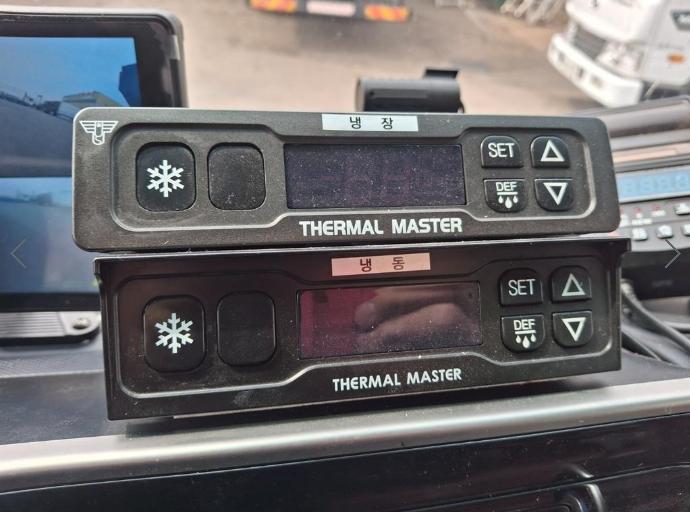 냉 장
SET
DEF
THERMAL MASTER
냉 동
SET
DEF
THERMAL MASTER